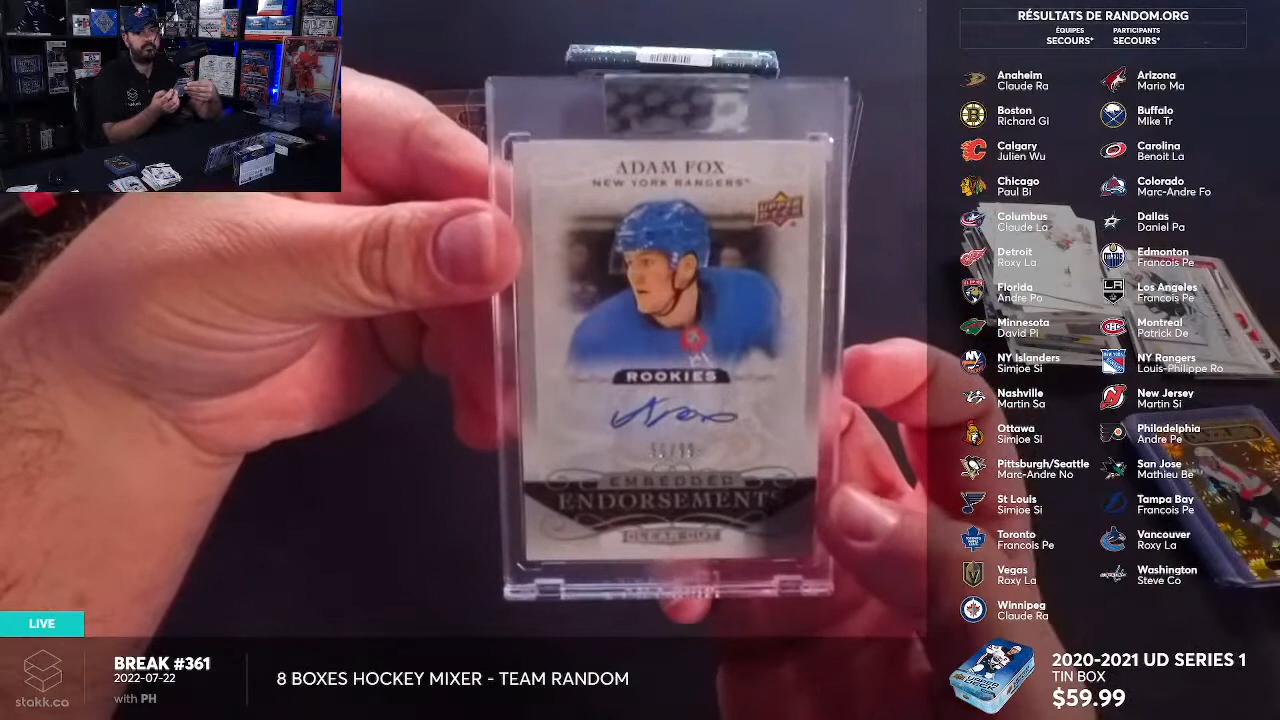 RÉSULTATS DE RANDOM.ORG
ÉQUIPES
SECOURS*
PARTICIPANTS
SECOURS*
Anaheim
Claude Ra
Arizona
Mario Ma
Boston
Richard Gi
Buffalo
Mike Tr
Calgary
Julien Wu
Carolina
Benoit La
Chicago
Paul Bi
Colorado
Marc-Andre Fo
Columbus
Claude La
Dallas
Daniel Pa
Detroit
Roxy La
Edmonton
Francois Pe
Florida
Andre Po
Los Angeles
Francois Pe
Minnesota
David Pi
Montreal
Patrick De
NY Islanders
Simjoe Si
NY Rangers
Louis-Philippe Ro
Nashville
Martin Sa
New Jersey
Martin Si
Ottawa
Simjoe Si
Philadelphia
Andre Pe
Pittsburgh/Seattle
Marc-Andre No
San Jose
Mathieu Be
St Louis
Simjoe Si
Tampa Bay
Francois Pe
Toronto
Francois Pe
Vancouver
Roxy La
Vegas
Roxy La
Washington
Steve Co
Winnipeg
Claude Ra
ADAM FOX
NEW YORK RANGERS™
UPPER DECK
ROOKIES
EMBEDDED
ENDORSEMENTS
CLEAR CUT
LIVE
stakk.ca
BREAK #361
2022-07-22
with PH
8 BOXES HOCKEY MIXER - TEAM RANDOM
2020-2021 UD SERIES 1
TIN BOX
$59.99